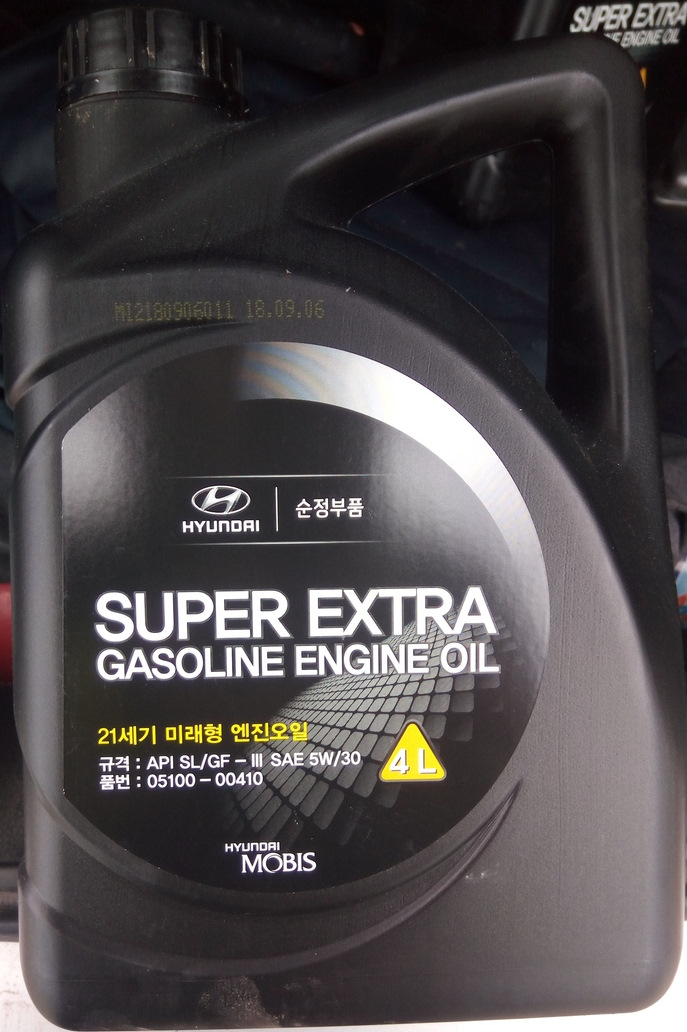 SUPER EXTRA
ENGINE OIL
M12180906011 18.09.06
HYUNDAI 순정부품
SUPER EXTRA
GASOLINE ENGINE OIL
21세기 미래형 엔진오일
규격 : API SL/GF – III SAE 5W/30
품번 : 05100 – 00410
4 L
HYUNDAI
MOBIS